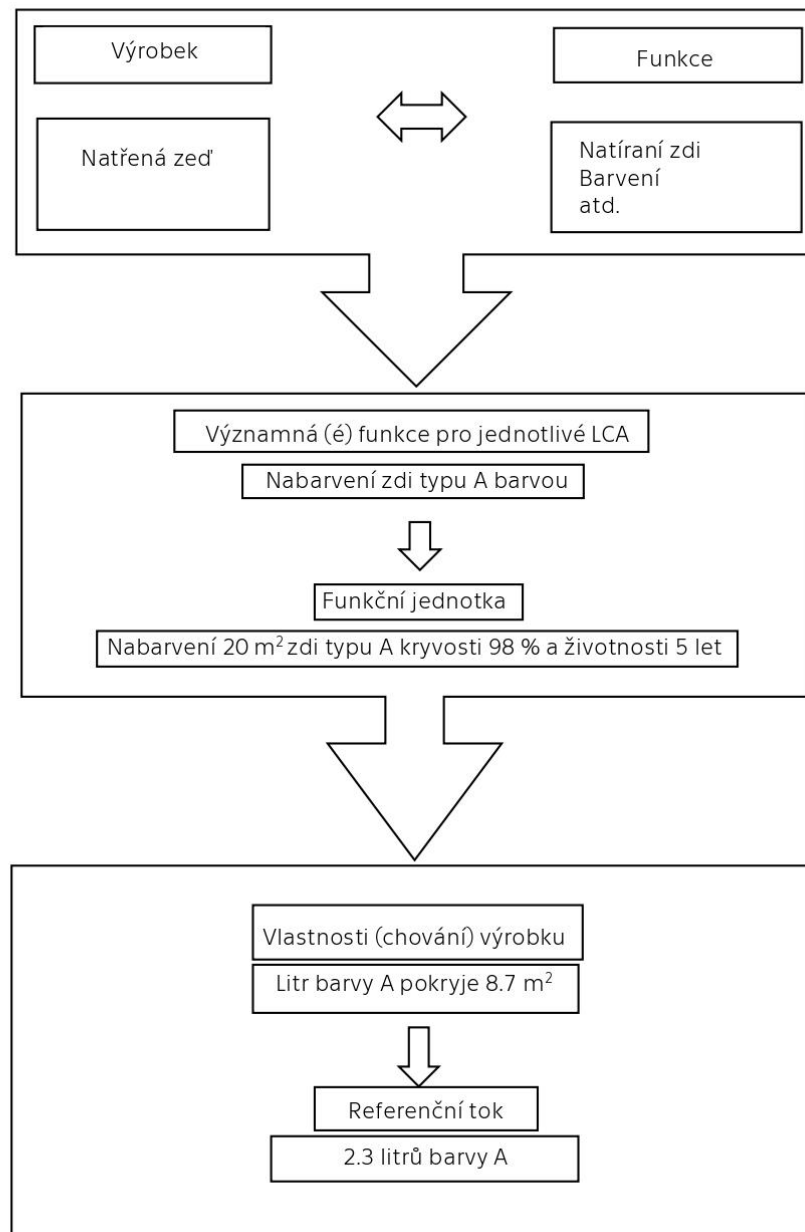 Výrobek
Funkce
Natřená zeď
Natíraní zdi
Barvení
atd.
Významná (é) funkce pro jednotlivé LCA
Nabarvení zdi typu A barvou
Funkční jednotka
Nabarvení 20 m² zdi typu A kryvosti 98 % a životnosti 5 let
Vlastnosti (chování) výrobku
Litr barvy A pokryje 8.7 m²
Referenční tok
2.3 litrů barvy A